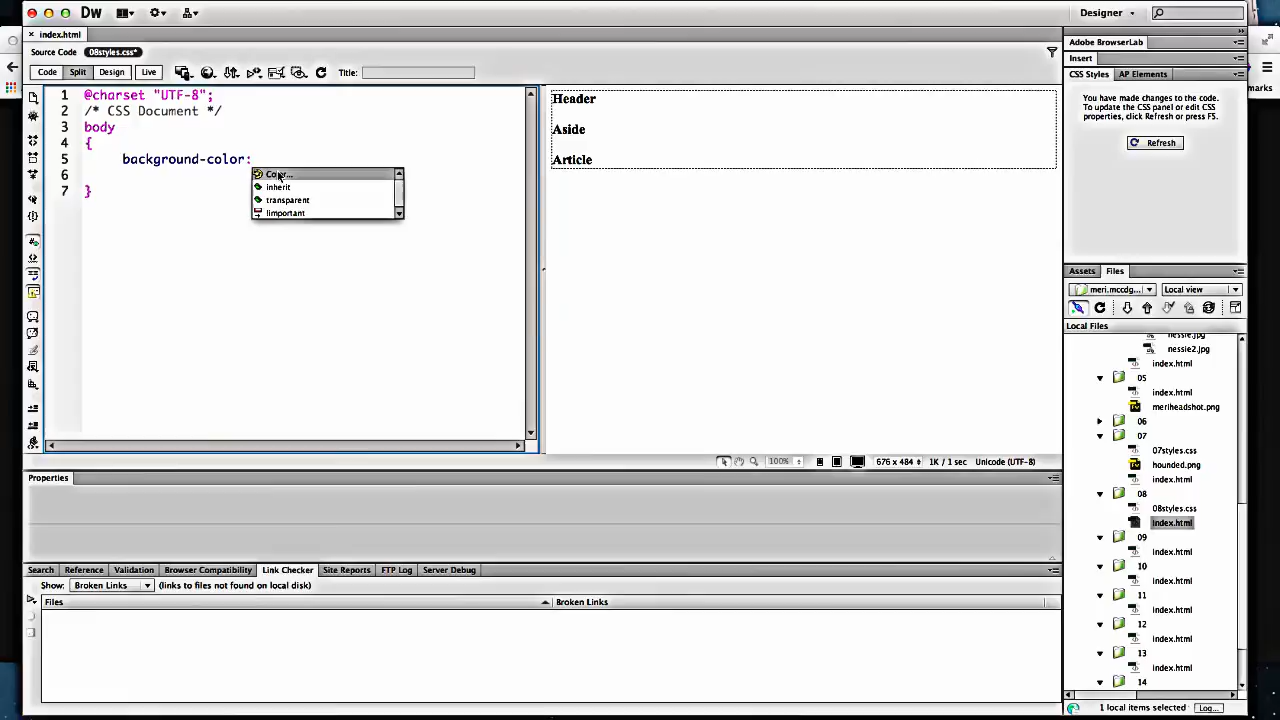 Dw
Designer
index.html
Source Code 08styles.css*
Code Split Design Live Title:
1 @charset "UTF-8";
2 /* CSS Document */
3 body
4 {
5 background-color:
6
7 }
Color...
inherit
transparent
!important
Header
Aside
Article
Adobe BrowserLab
Insert
CSS Styles AP Elements
You have made changes to the code.
To update the CSS panel or edit CSS
properties, click Refresh or press F5.
Refresh
Assets Files
meri.mccdg... Local view
Local Files
nessie.jpg
nessie2.jpg
index.html
05
index.html
meriheadshot.png
06
07
07styles.css
hounded.png
index.html
08
08styles.css
index.html
09
index.html
10
index.html
11
index.html
12
index.html
13
index.html
14
1 local items selected Log...
100% 676 x 484 1K / 1 sec Unicode (UTF-8)
Properties
Search Reference Validation Browser Compatibility Link Checker Site Reports FTP Log Server Debug
Show: Broken Links (links to files not found on local disk)
Files Broken Links
marks